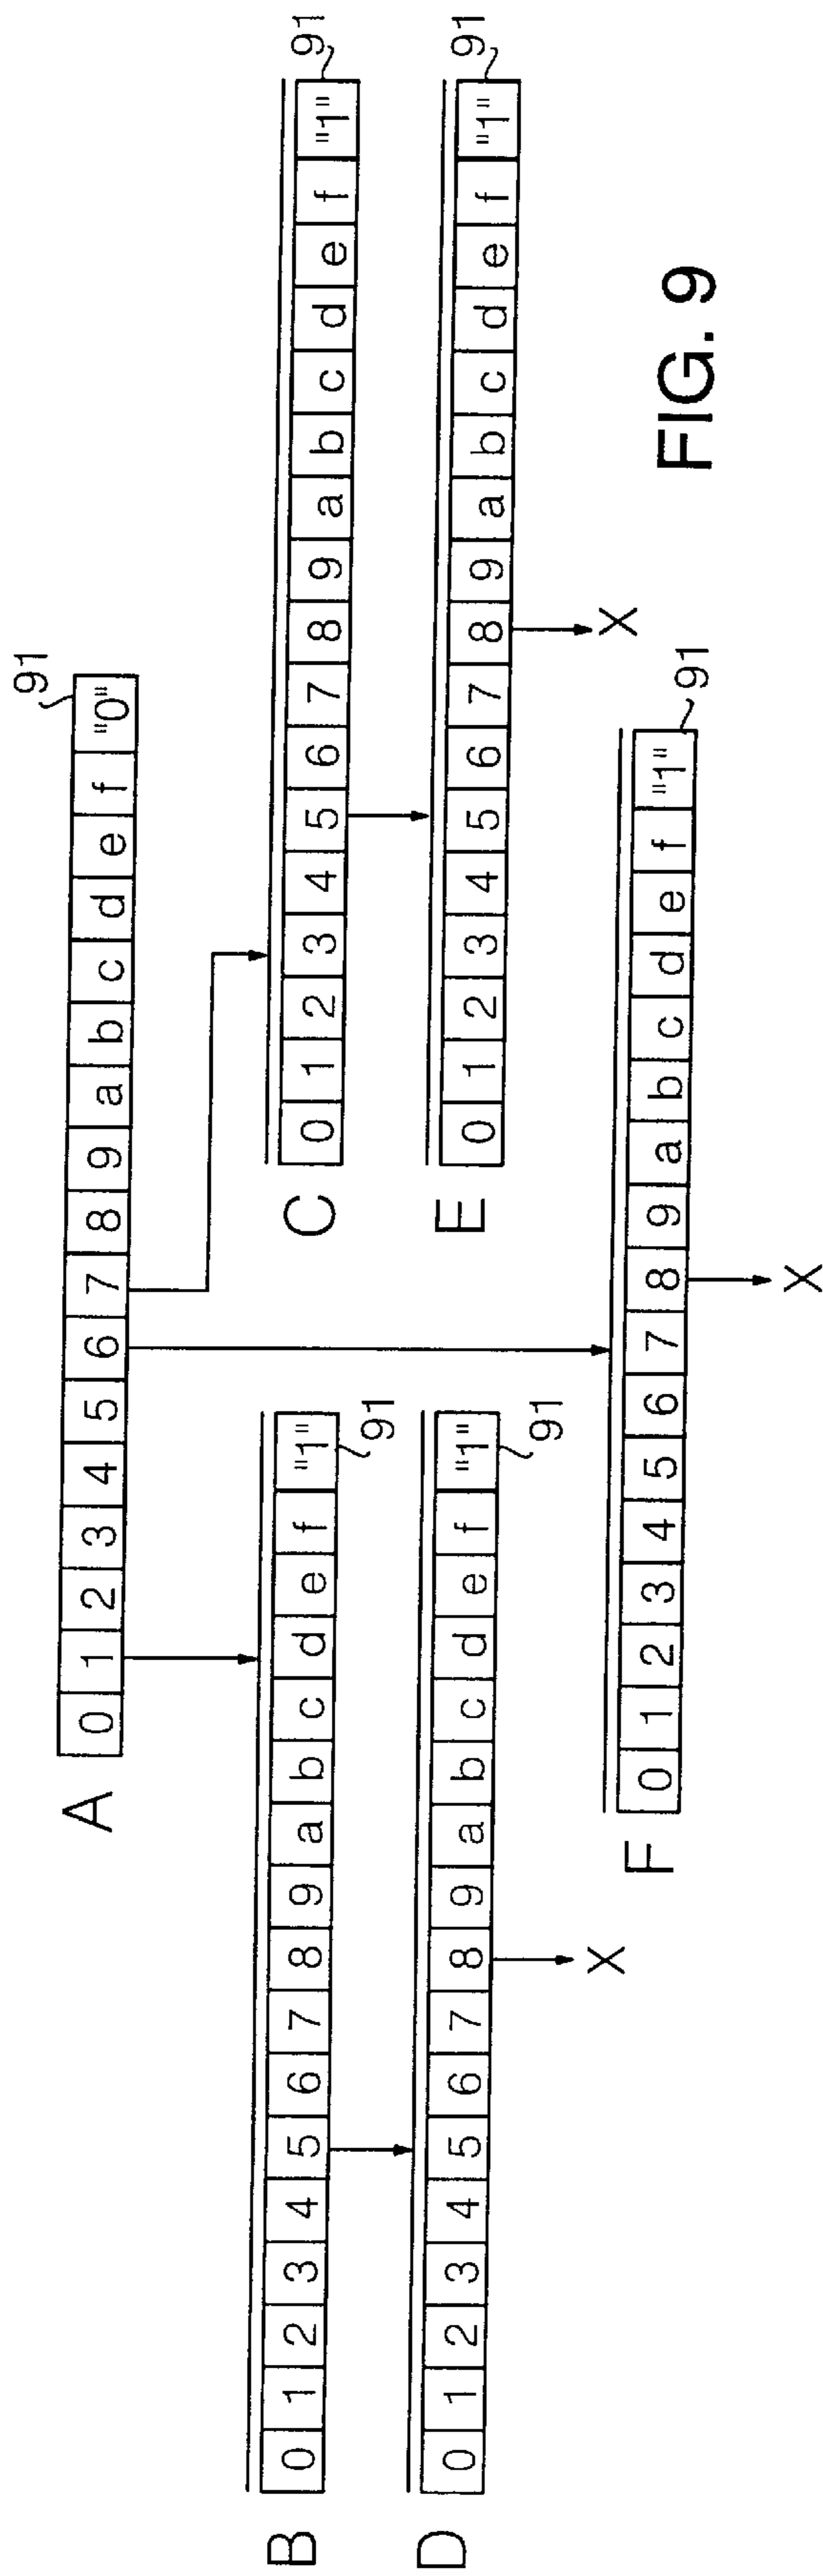 91
A 0 1 2 3 4 5 6 7 8 9 a b c d e f "0"
B 0 1 2 3 4 5 6 7 8 9 a b c d e f "1"
91
C 0 1 2 3 4 5 6 7 8 9 a b c d e f "1"
91
D 0 1 2 3 4 5 6 7 8 9 a b c d e f "1"
91
X
E 0 1 2 3 4 5 6 7 8 9 a b c d e f "1"
91
X
F 0 1 2 3 4 5 6 7 8 9 a b c d e f "1"
91
X
FIG. 9